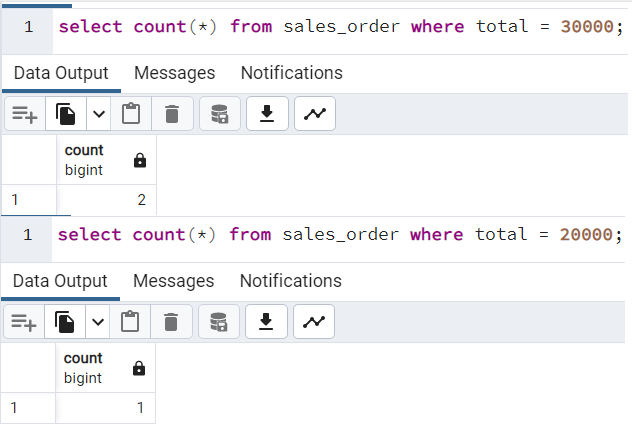 1 select count(*) from sales_order where total = 30000;
Data Output Messages Notifications
count
bigint
1 2
1 select count(*) from sales_order where total = 20000;
Data Output Messages Notifications
count
bigint
1 1